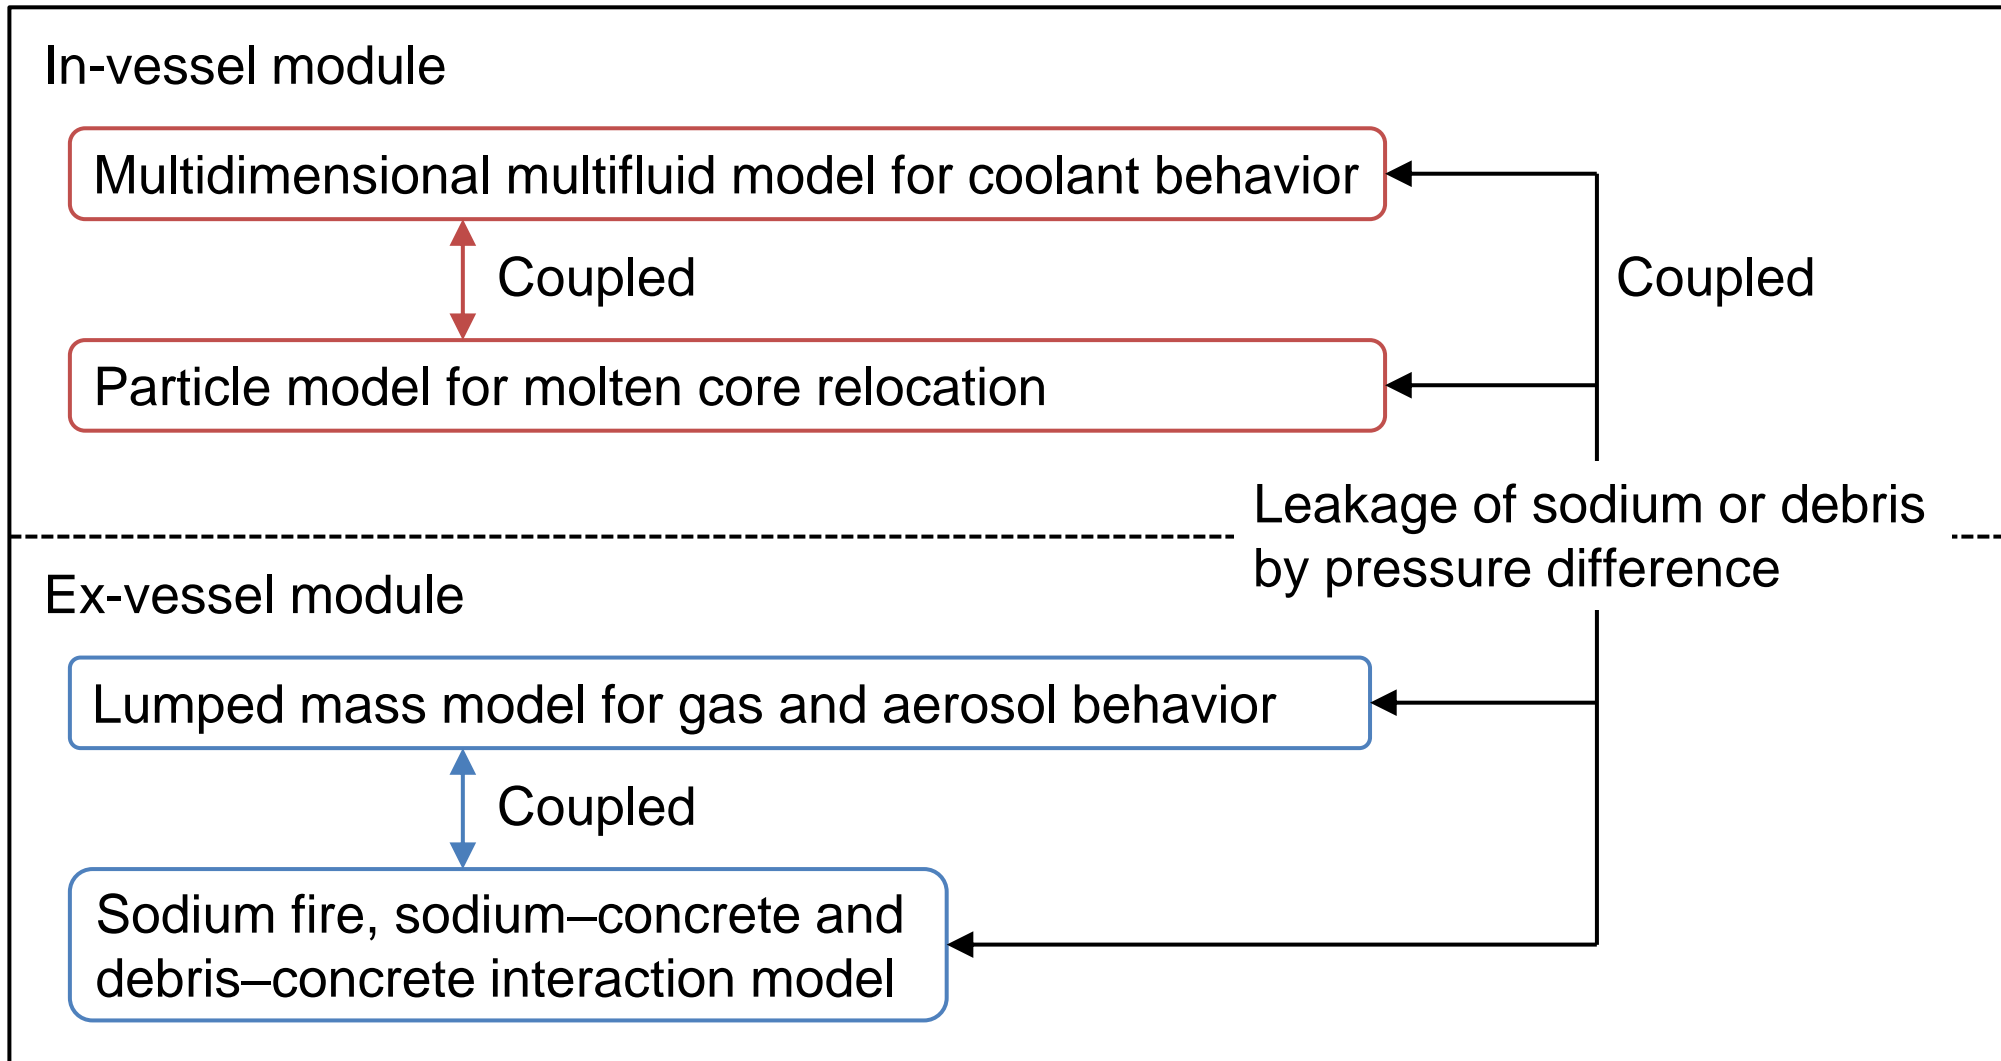 In-vessel module
Multidimensional multifluid model for coolant behavior
Coupled
Coupled
Particle model for molten core relocation
Leakage of sodium or debris
by pressure difference
Ex-vessel module
Lumped mass model for gas and aerosol behavior
Coupled
Sodium fire, sodium–concrete and
debris–concrete interaction model